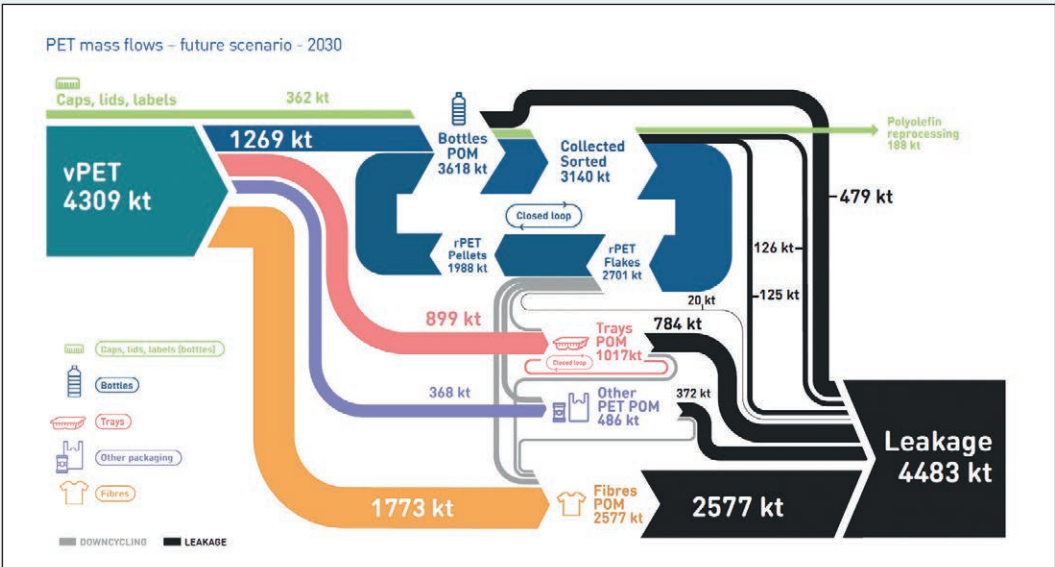 PET mass flows – future scenario - 2030
Caps, lids, labels
362 kt
vPET
4309 kt
1269 kt
Bottles
POM
3618 kt
Collected
Sorted
3140 kt
Polyolefin
reprocessing
188 kt
Closed loop
rPET
Pellets
1988 kt
rPET
Flakes
2701 kt
479 kt
126 kt
125 kt
20 kt
899 kt
Trays
POM
1017kt
784 kt
Closed loop
368 kt
Other
PET POM
486 kt
372 kt
Leakage
4483 kt
1773 kt
Fibres
POM
2577 kt
2577 kt
Caps, lids, labels (bottles)
Bottles
Trays
Other packaging
Fibres
DOWNCYCLING
LEAKAGE